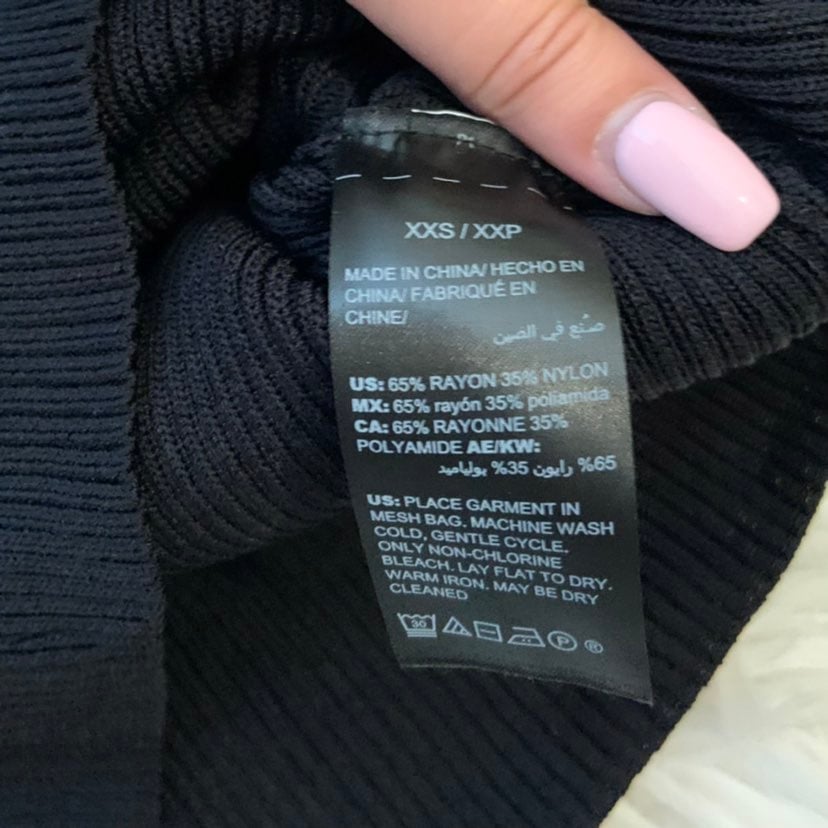 XXS / XXP
MADE IN CHINA/ HECHO EN
CHINA/ FABRIQUÉ EN
CHINE/
صُنع في الصين
US: 65% RAYON 35% NYLON
MX: 65% rayón 35% poliamida
CA: 65% RAYONNE 35%
POLYAMIDE AE/KW:
65% رايون 35% بولياميد
US: PLACE GARMENT IN
MESH BAG. MACHINE WASH
COLD, GENTLE CYCLE.
ONLY NON-CHLORINE
BLEACH. LAY FLAT TO DRY.
WARM IRON. MAY BE DRY
CLEANED
30 P ®